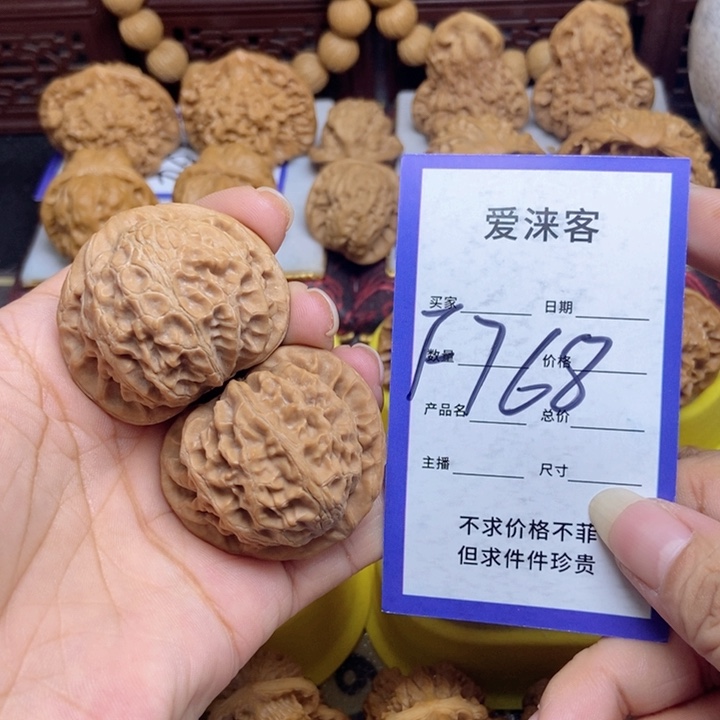 爱涞客
买家 日期
F768
数量 价格
产品名 总价
主播 尺寸
不求价格不菲
但求件件珍贵